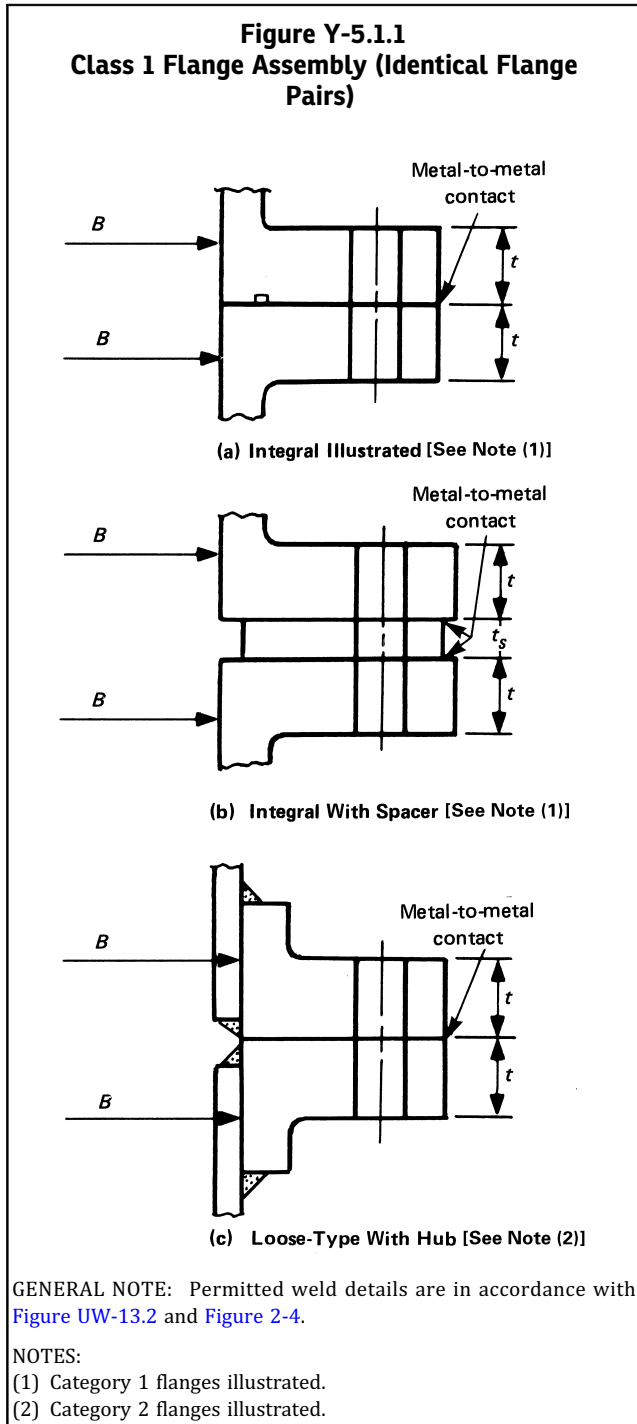 Figure Y-5.1.1
Class 1 Flange Assembly (Identical Flange
Pairs)
Metal-to-metal
contact
B
t
B
t
(a) Integral Illustrated [See Note (1)]
Metal-to-metal
contact
B
t
ts
B
t
(b) Integral With Spacer [See Note (1)]
Metal-to-metal
contact
B
t
B
t
(c) Loose-Type With Hub [See Note (2)]
GENERAL NOTE: Permitted weld details are in accordance with
Figure UW-13.2 and Figure 2-4.
NOTES:
(1) Category 1 flanges illustrated.
(2) Category 2 flanges illustrated.